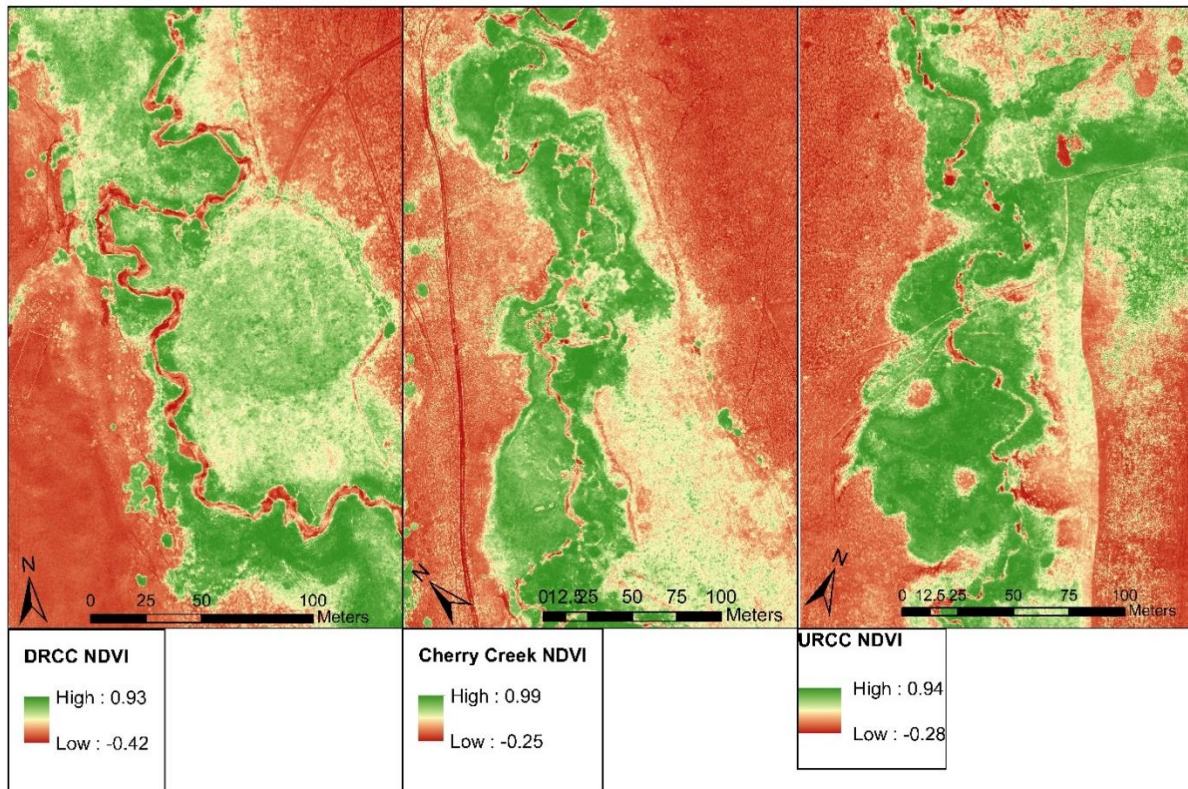 N
0 25 50 100
Meters
N
0 12.5 25 50 75 100
Meters
N
0 12.5 25 50 75 100
Meters
DRCC NDVI
High : 0.93
Low : -0.42
Cherry Creek NDVI
High : 0.99
Low : -0.25
URCC NDVI
High : 0.94
Low : -0.28